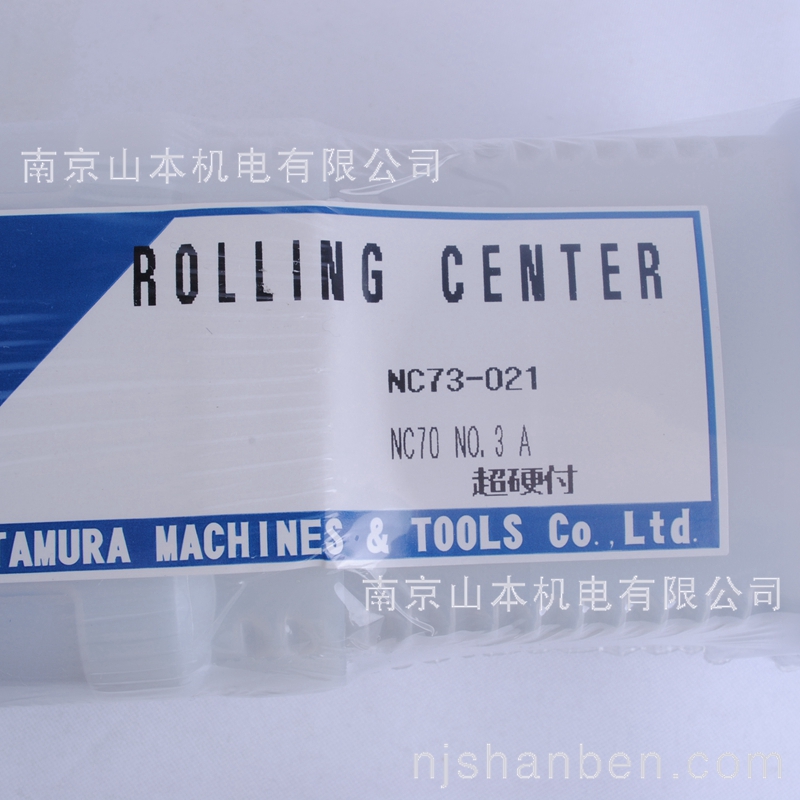 南京山本机电有限公司
ROLLING CENTER
NC73-021
NC70 NO.3 A
超硬付
TAMURA MACHINES & TOOLS Co., Ltd.
南京山本机电有限公司
njshanben.com